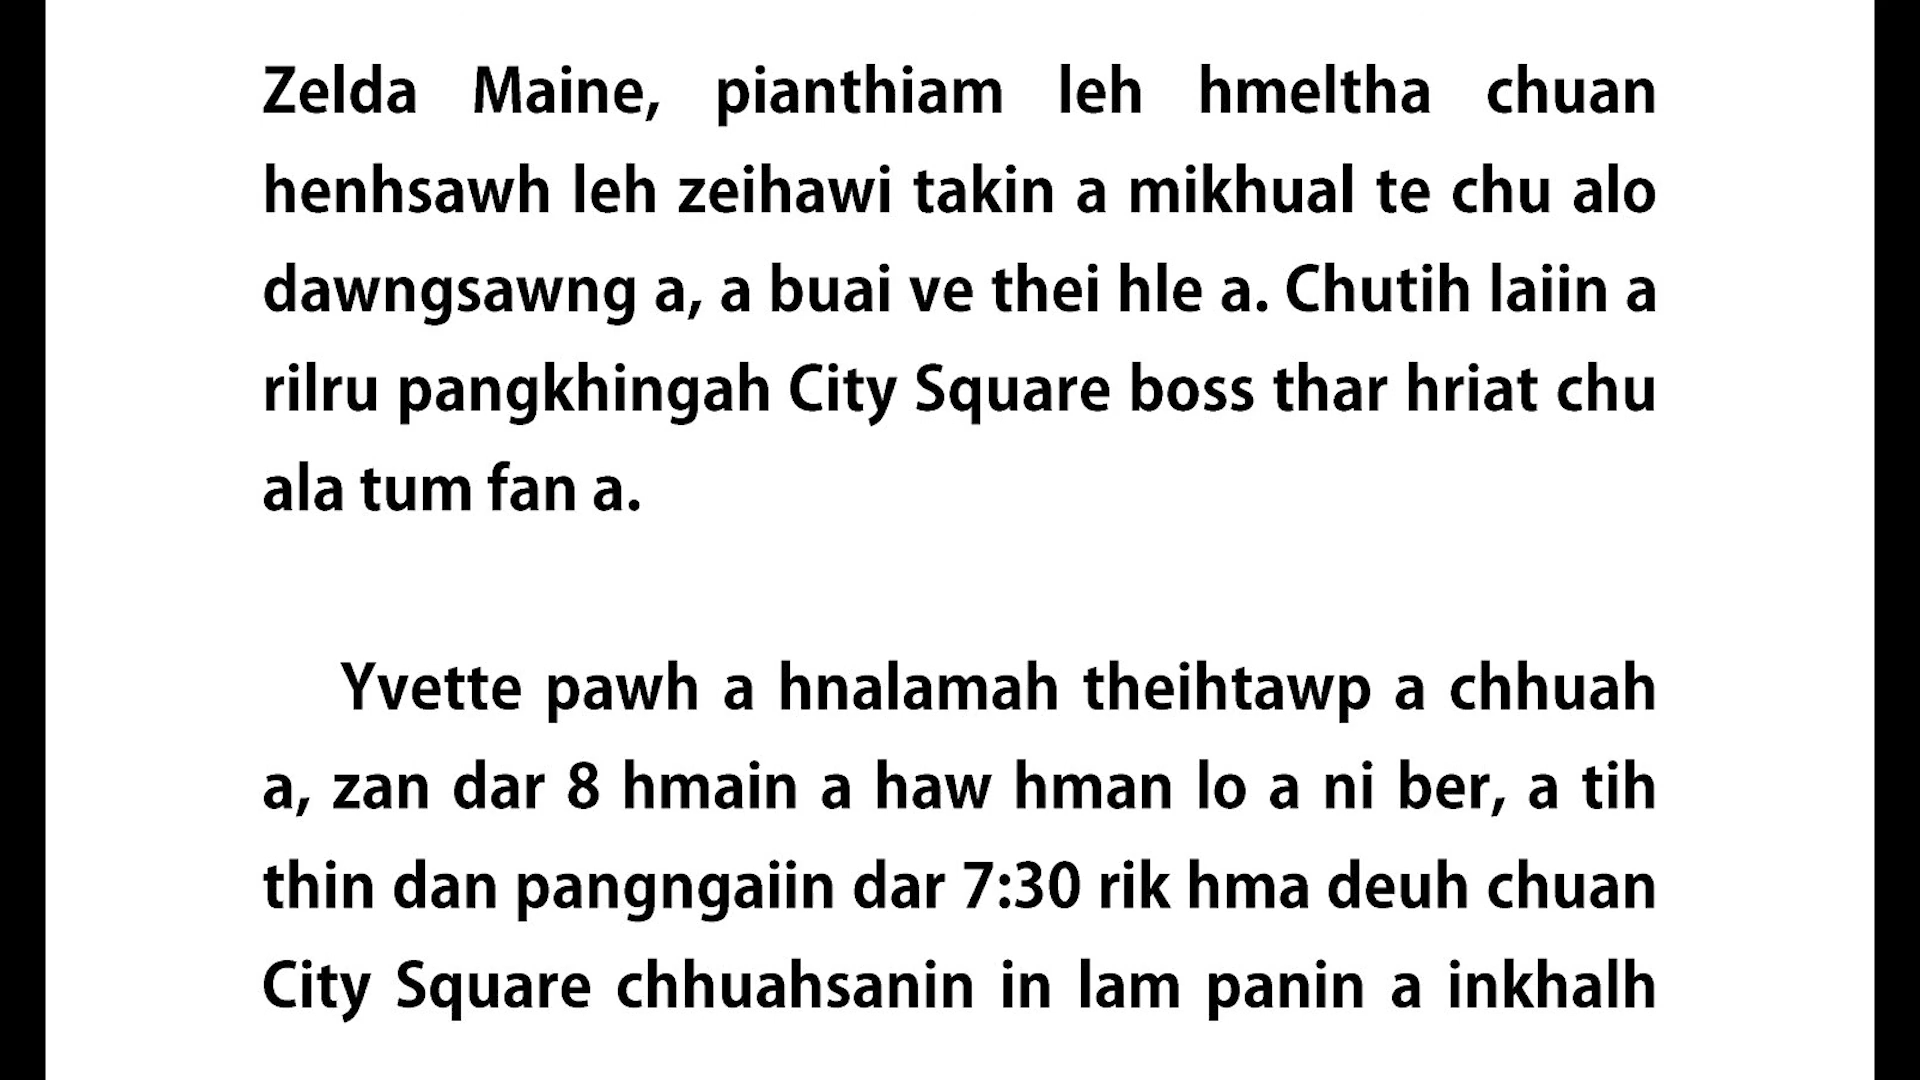 Zelda Maine, pianthiam leh hmeltha chuan
henhsawh leh zeihawi takin a mikhual te chu alo
dawngsawng a, a buai ve thei hle a. Chutih laiin a
rilru pangkhingah City Square boss thar hriat chu
ala tum fan a.
Yvette pawh a hnalamah theihtawp a chhuah
a, zan dar 8 hmain a haw hman lo a ni ber, a tih
thin dan pangngaiin dar 7:30 rik hma deuh chuan
City Square chhuahsanin in lam panin a inkhalh